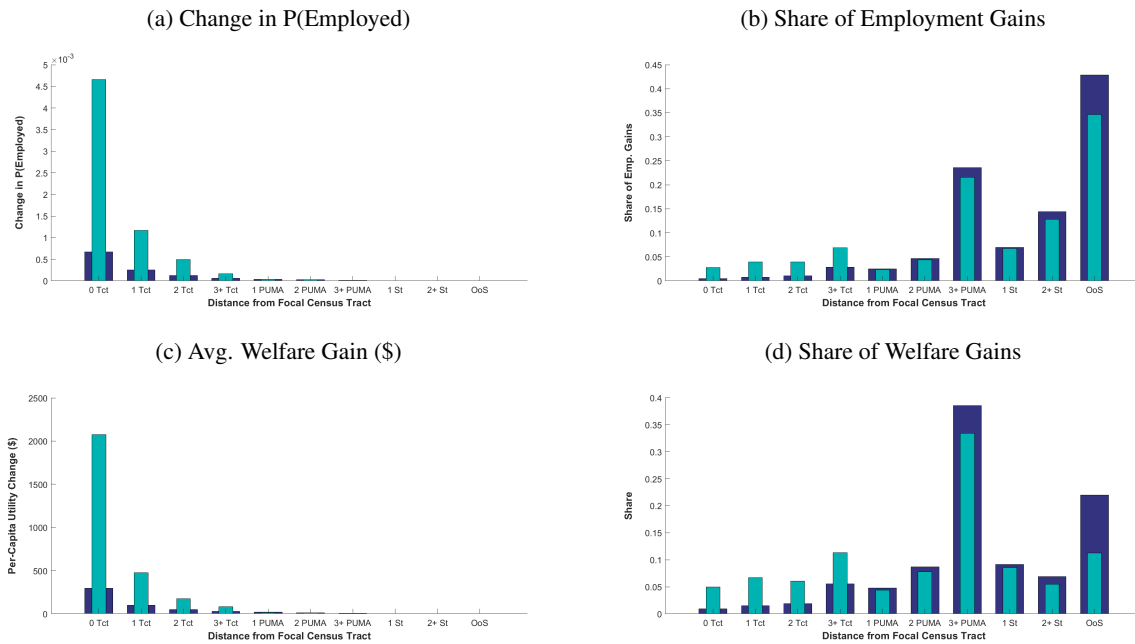 (a) Change in P(Employed)
×10⁻³
5
4.5
4
3.5
3
2.5
2
1.5
1
0.5
0
Change in P(Employed)
0 Tct 1 Tct 2 Tct 3+ Tct 1 PUMA 2 PUMA 3+ PUMA 1 St 2+ St OoS
Distance from Focal Census Tract
(b) Share of Employment Gains
0.45
0.4
0.35
0.3
0.25
0.2
0.15
0.1
0.05
0
Share of Emp. Gains
0 Tct 1 Tct 2 Tct 3+ Tct 1 PUMA 2 PUMA 3+ PUMA 1 St 2+ St OoS
Distance from Focal Census Tract
(c) Avg. Welfare Gain ($)
2500
2000
1500
1000
500
0
Per-Capita Utility Change ($)
0 Tct 1 Tct 2 Tct 3+ Tct 1 PUMA 2 PUMA 3+ PUMA 1 St 2+ St OoS
Distance from Focal Census Tract
(d) Share of Welfare Gains
0.4
0.35
0.3
0.25
0.2
0.15
0.1
0.05
0
Share
0 Tct 1 Tct 2 Tct 3+ Tct 1 PUMA 2 PUMA 3+ PUMA 1 St 2+ St OoS
Distance from Focal Census Tract